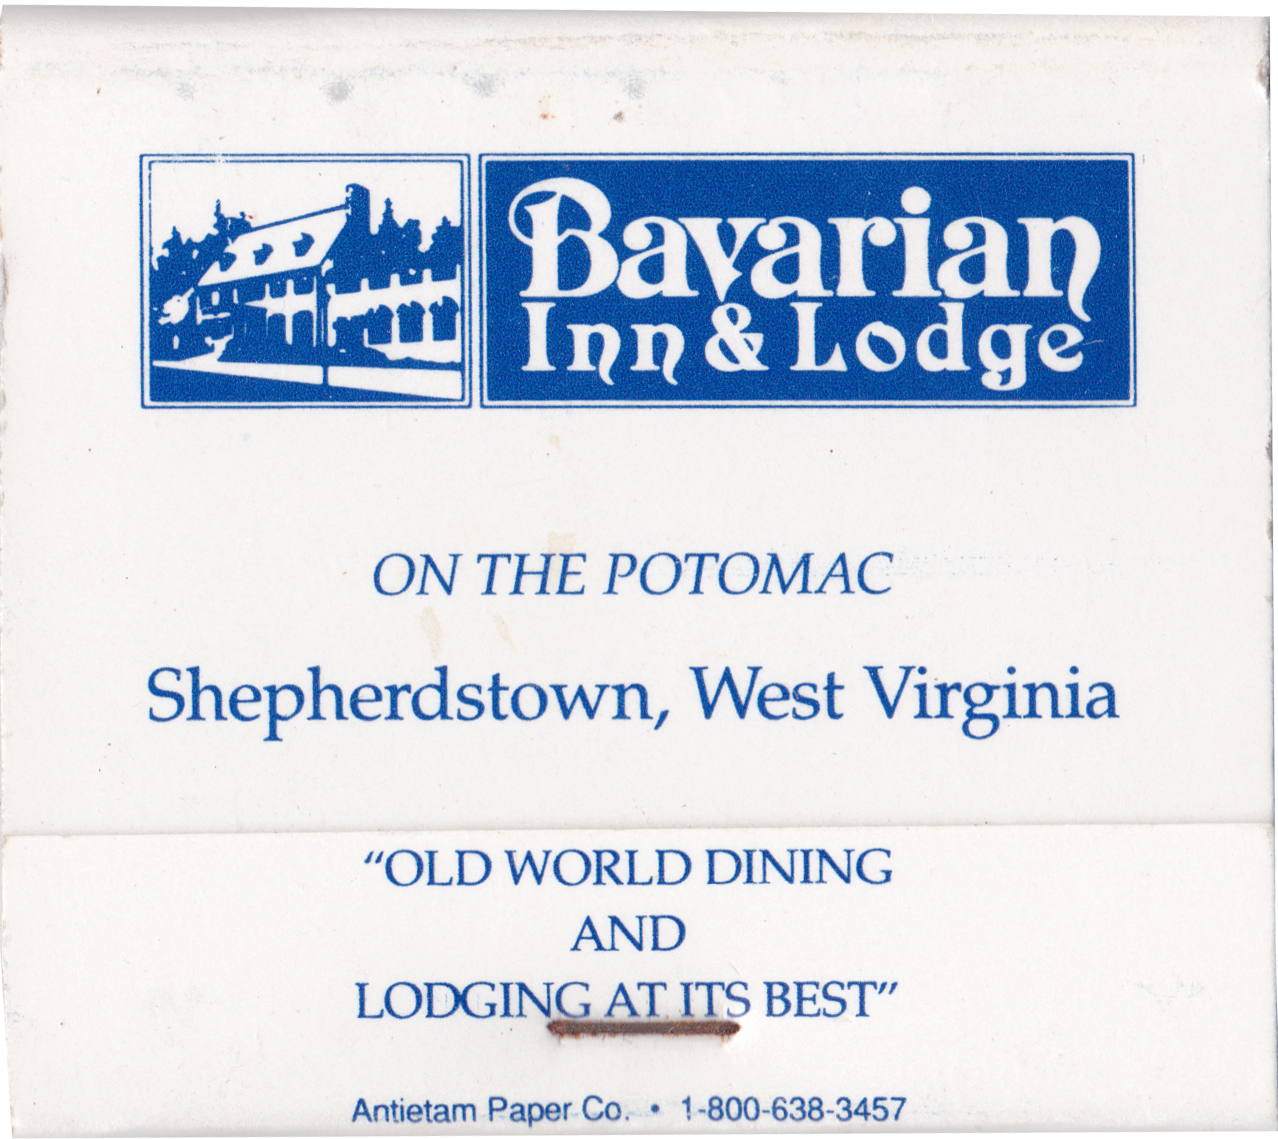 Bavarian
Inn & Lodge
ON THE POTOMAC
Shepherdstown, West Virginia
“OLD WORLD DINING
AND
LODGING AT ITS BEST”
Antietam Paper Co. • 1-800-638-3457